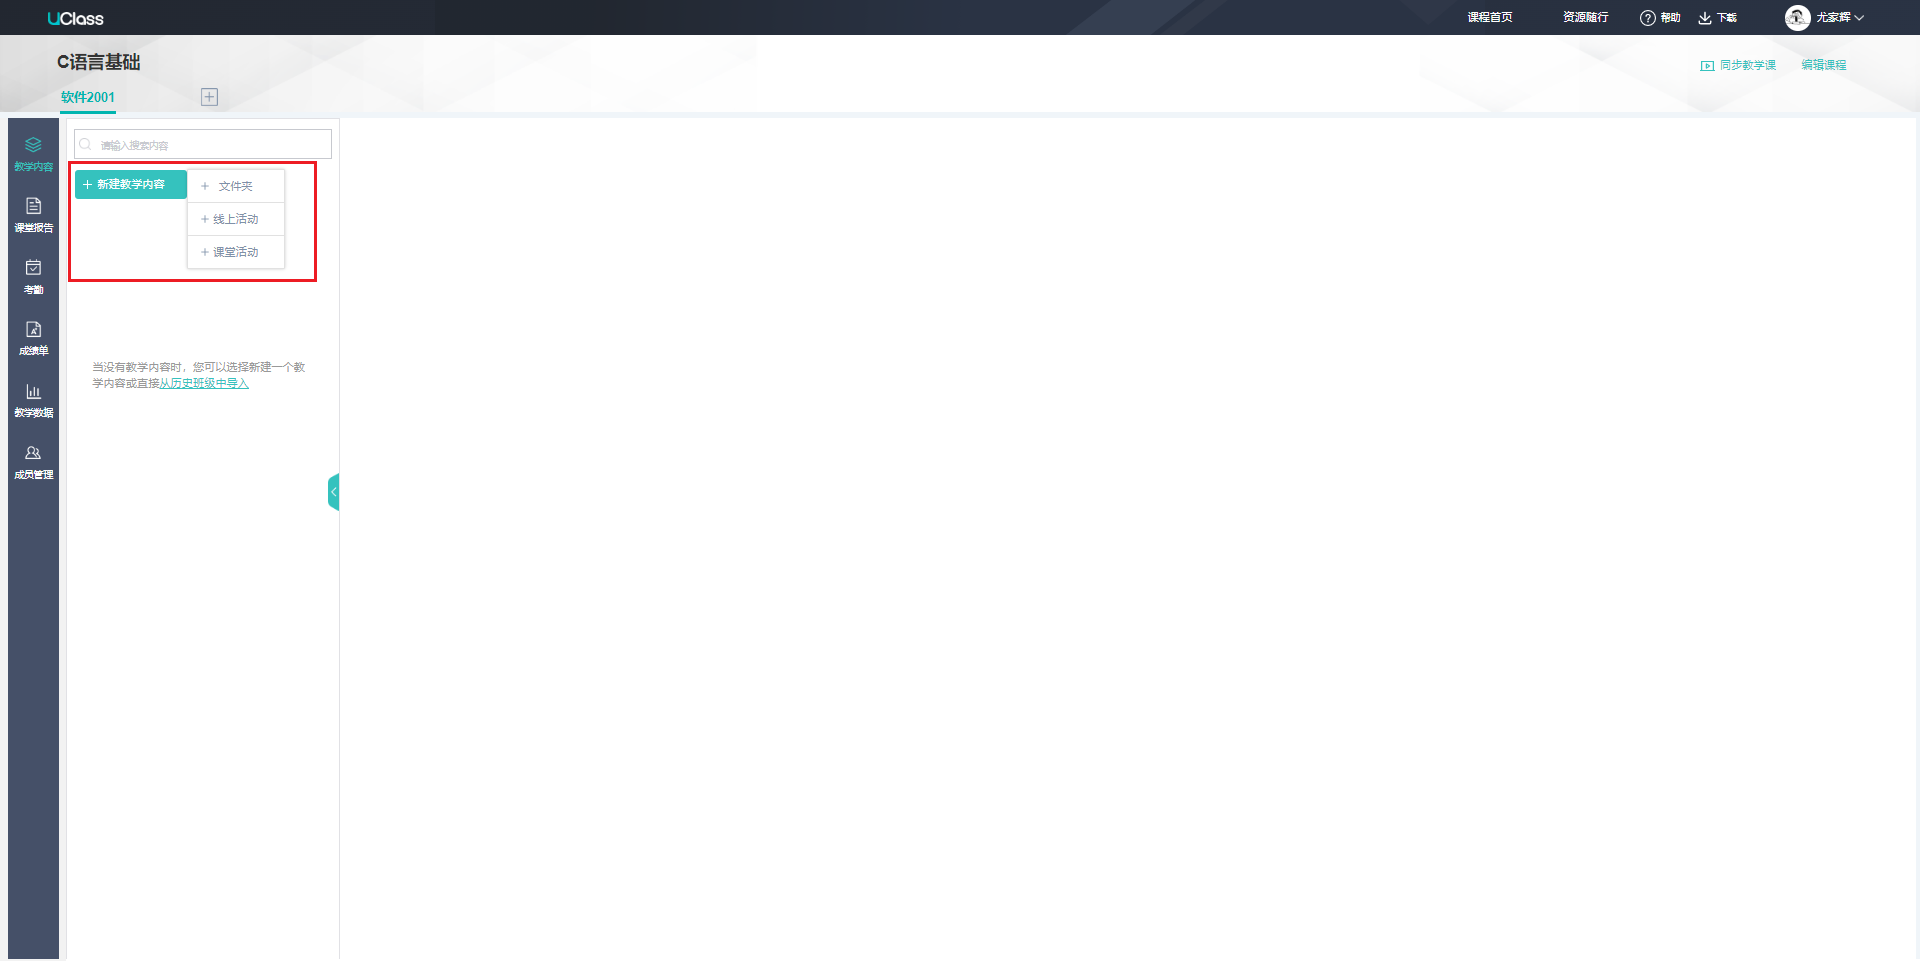 UClass
课程首页 资源随行 帮助 下载 尤家辉
C语言基础
同步教学课 编辑课程
软件2001
教学内容
课堂报告
考勤
成绩单
教学数据
成员管理
请输入搜索内容
+ 新建教学内容
+ 文件夹
+ 线上活动
+ 课堂活动
当没有教学内容时，您可以选择新建一个教
学内容或直接从历史班级中导入